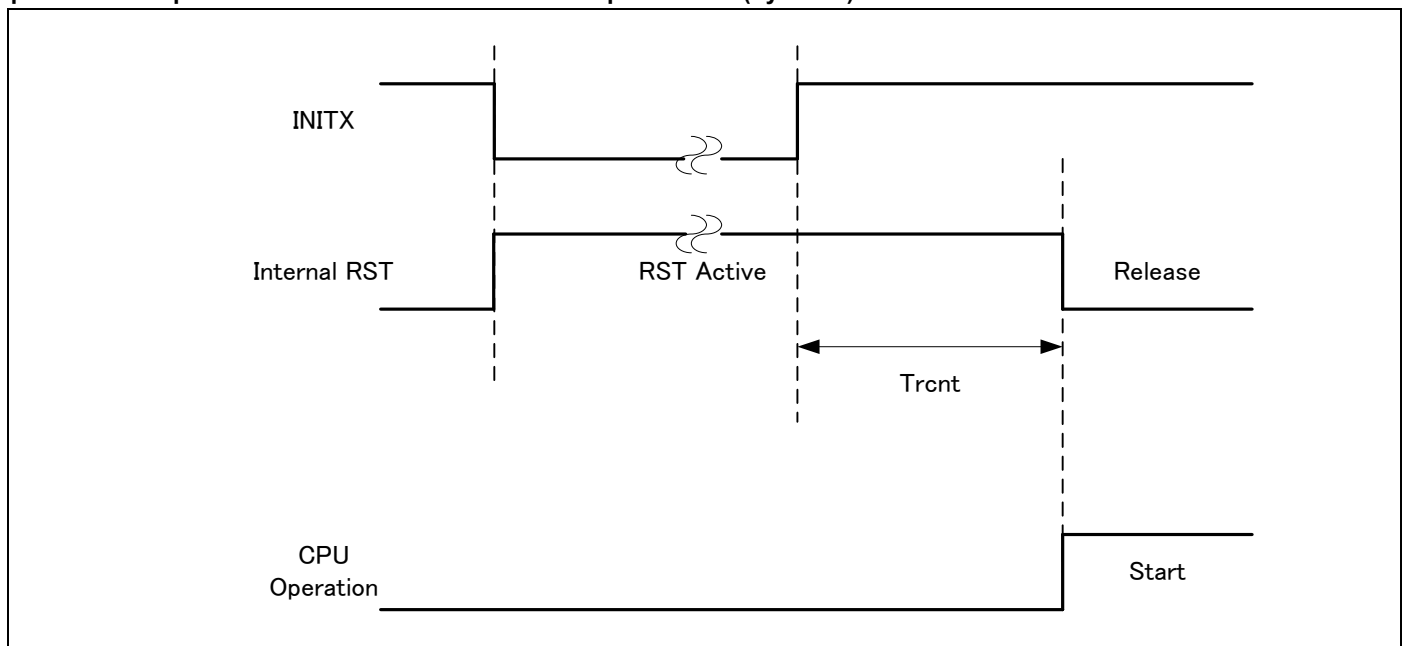 INITX
Internal RST
RST Active
Release
Trcnt
CPU
Operation
Start